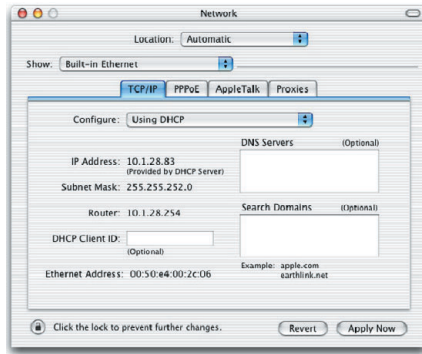 Network
Location: Automatic
Show: Built-in Ethernet
TCP/IP PPPoE AppleTalk Proxies
Configure: Using DHCP
DNS Servers (Optional)
IP Address: 10.1.28.83
(Provided by DHCP Server)
Subnet Mask: 255.255.252.0
Router: 10.1.28.254
Search Domains (Optional)
DHCP Client ID:
(Optional)
Ethernet Address: 00:50:e4:00:2c:06
Example: apple.com
earthlink.net
Click the lock to prevent further changes.
Revert Apply Now